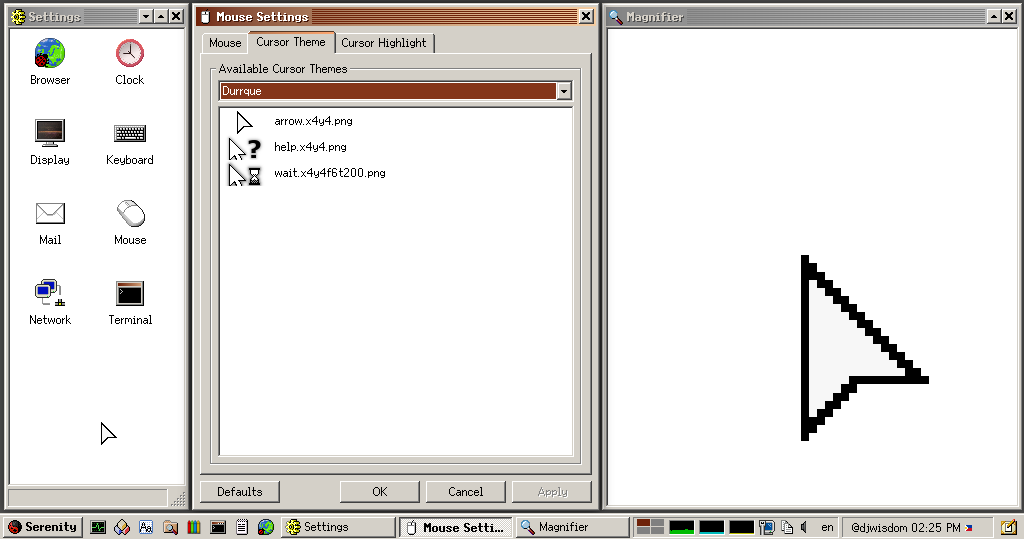 Settings
Browser
Clock
Display
Keyboard
Mail
Mouse
Network
Terminal
Mouse Settings
Mouse
Cursor Theme
Cursor Highlight
Available Cursor Themes
Durrque
arrow.x4y4.png
help.x4y4.png
wait.x4y4f6t200.png
Defaults
OK
Cancel
Apply
Magnifier
Serenity
Settings
Mouse Setti...
Magnifier
en
@djwisdom 02:25 PM